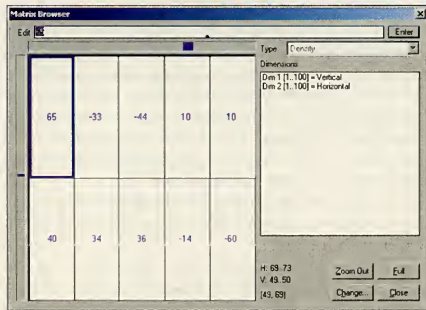 Matrix Browser
Edit
Enter
Type Density
Dimensions
Dim 1 [1..100] = Vertical
Dim 2 [1..100] = Horizontal
65 -33 -44 10 10
40 34 36 -14 -60
H: 69..73
V: 49..50
[49, 69]
Zoom Out Full
Change... Close